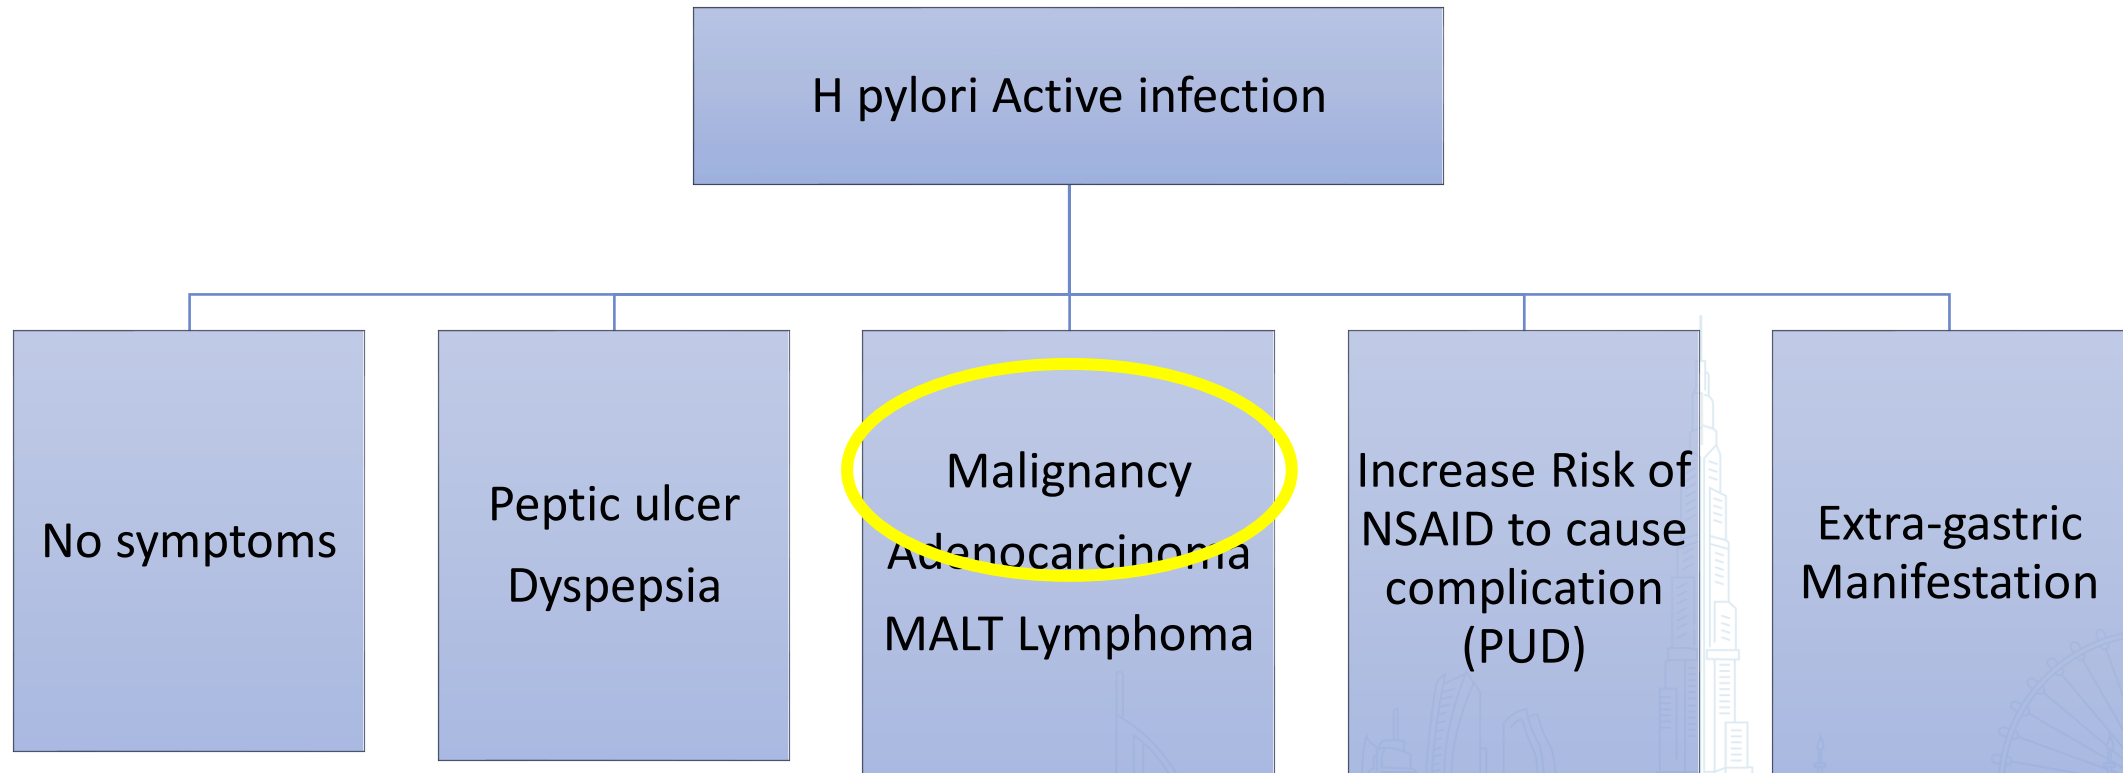 H pylori Active infection
No symptoms
Peptic ulcer
Dyspepsia
Malignancy
Adenocarcinoma
MALT Lymphoma
Increase Risk of
NSAID to cause
complication
(PUD)
Extra-gastric
Manifestation